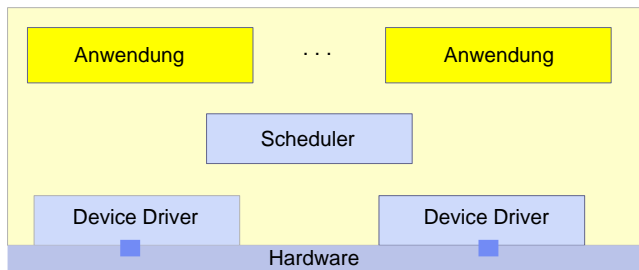 Anwendung ... Anwendung
Scheduler
Device Driver Device Driver
Hardware